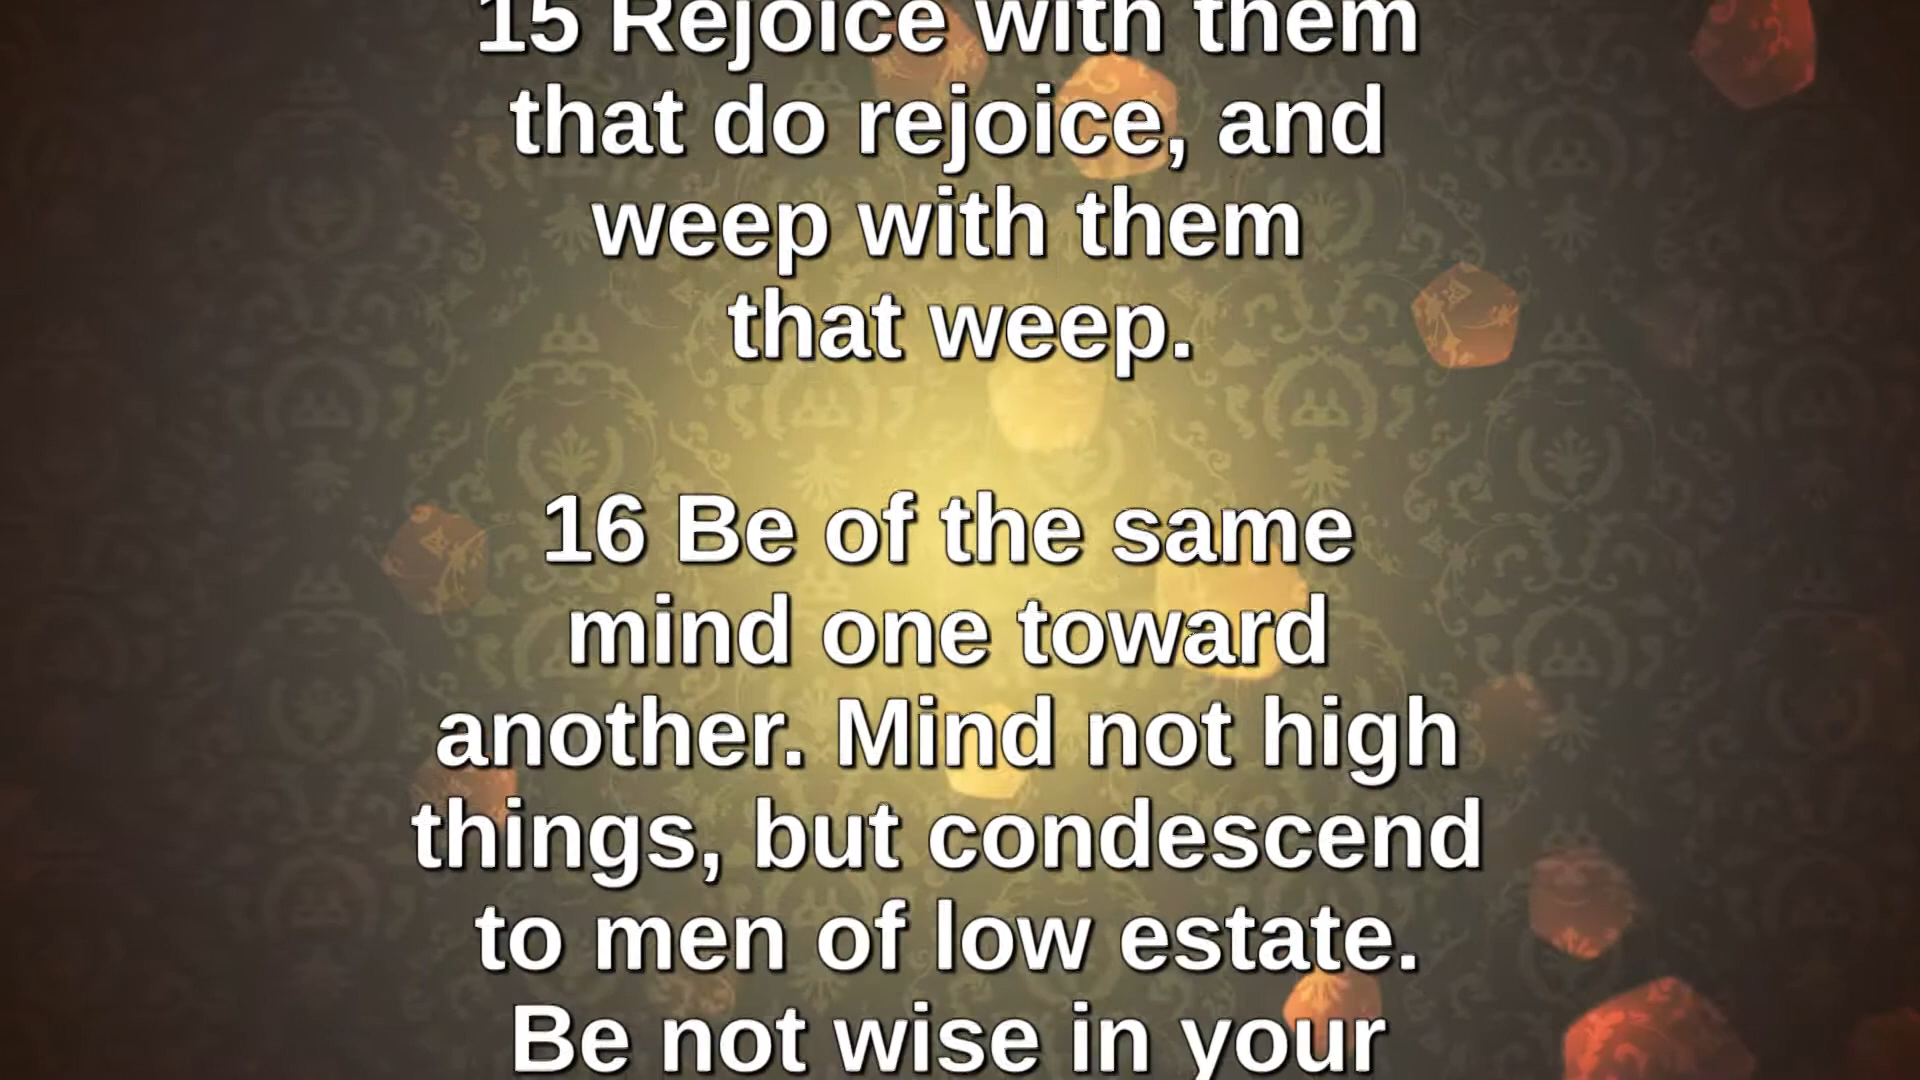 15 Rejoice with them
that do rejoice, and
weep with them
that weep.
16 Be of the same
mind one toward
another. Mind not high
things, but condescend
to men of low estate.
Be not wise in your